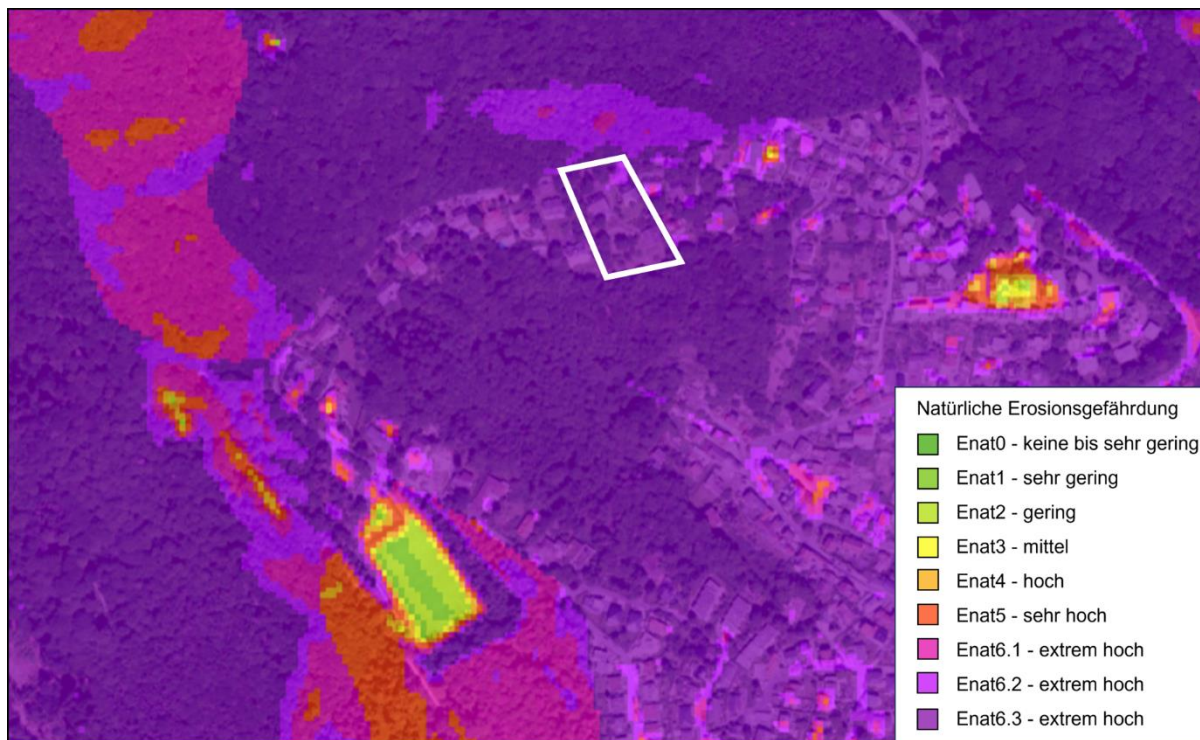 Natürliche Erosionsgefährdung
Enat0 - keine bis sehr gering
Enat1 - sehr gering
Enat2 - gering
Enat3 - mittel
Enat4 - hoch
Enat5 - sehr hoch
Enat6.1 - extrem hoch
Enat6.2 - extrem hoch
Enat6.3 - extrem hoch